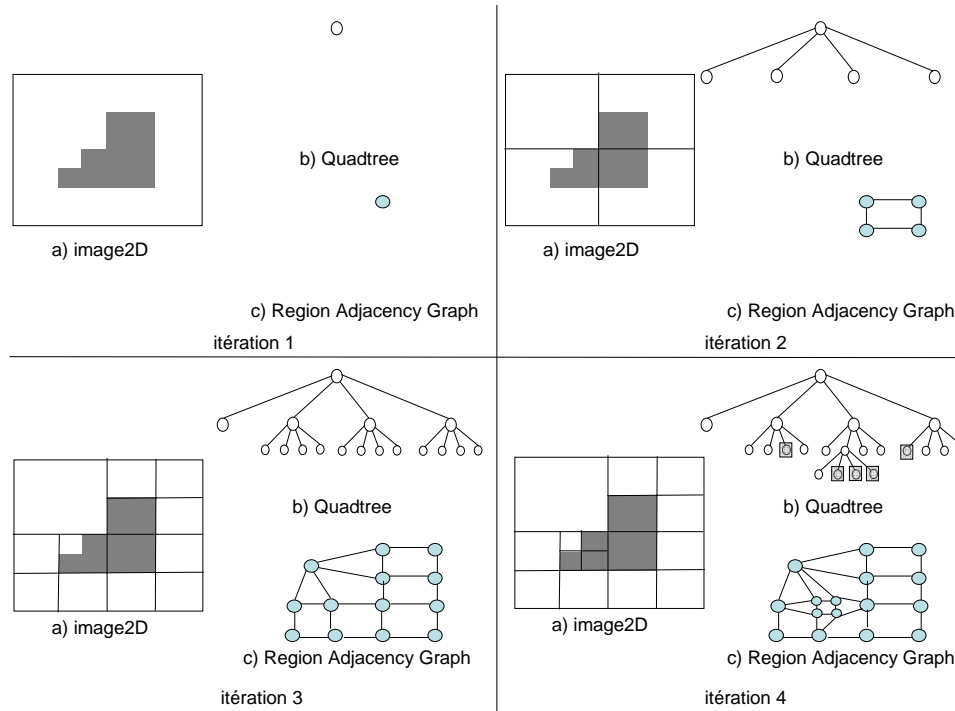 b) Quadtree
a) image2D
c) Region Adjacency Graph
itération 1
b) Quadtree
a) image2D
c) Region Adjacency Graph
itération 2
b) Quadtree
a) image2D
c) Region Adjacency Graph
itération 3
b) Quadtree
a) image2D
c) Region Adjacency Graph
itération 4